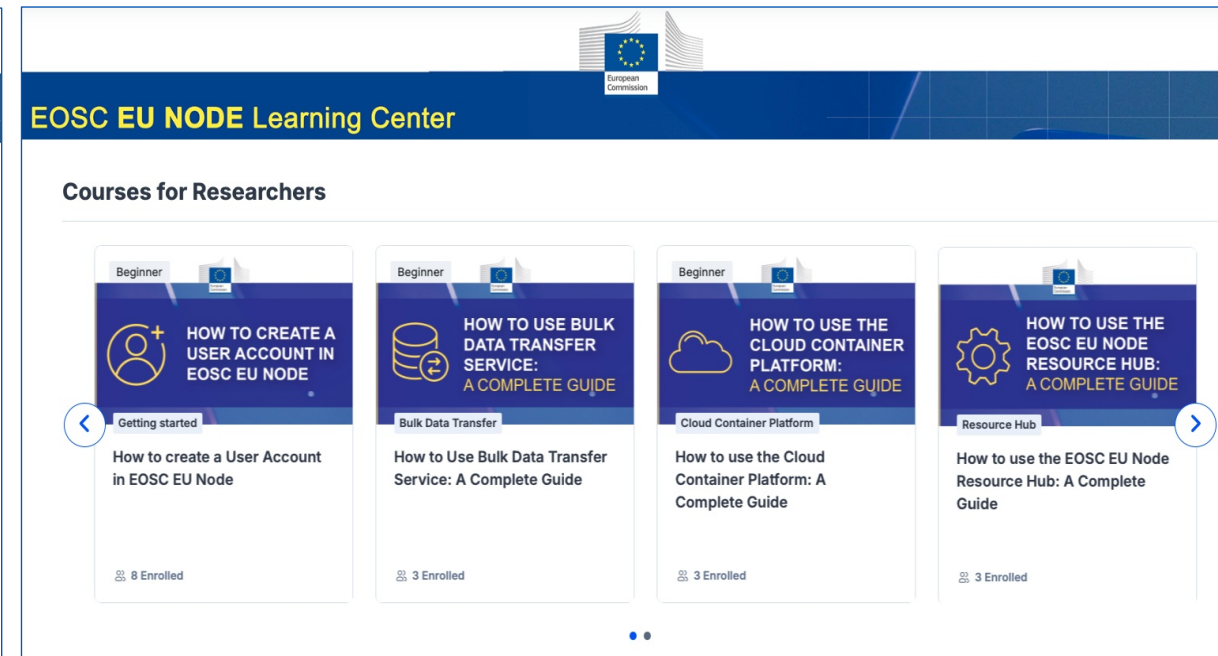 European
Commission
EOSC EU NODE Learning Center
Courses for Researchers
Beginner
HOW TO CREATE A
USER ACCOUNT IN
EOSC EU NODE
Getting started
How to create a User Account
in EOSC EU Node
8 Enrolled
Beginner
HOW TO USE BULK
DATA TRANSFER
SERVICE:
A COMPLETE GUIDE
Bulk Data Transfer
How to Use Bulk Data Transfer
Service: A Complete Guide
3 Enrolled
Beginner
HOW TO USE THE
CLOUD CONTAINER
PLATFORM:
A COMPLETE GUIDE
Cloud Container Platform
How to use the Cloud
Container Platform: A
Complete Guide
3 Enrolled
HOW TO USE THE
EOSC EU NODE
RESOURCE HUB:
A COMPLETE GUIDE
Resource Hub
How to use the EOSC EU Node
Resource Hub: A Complete
Guide
3 Enrolled